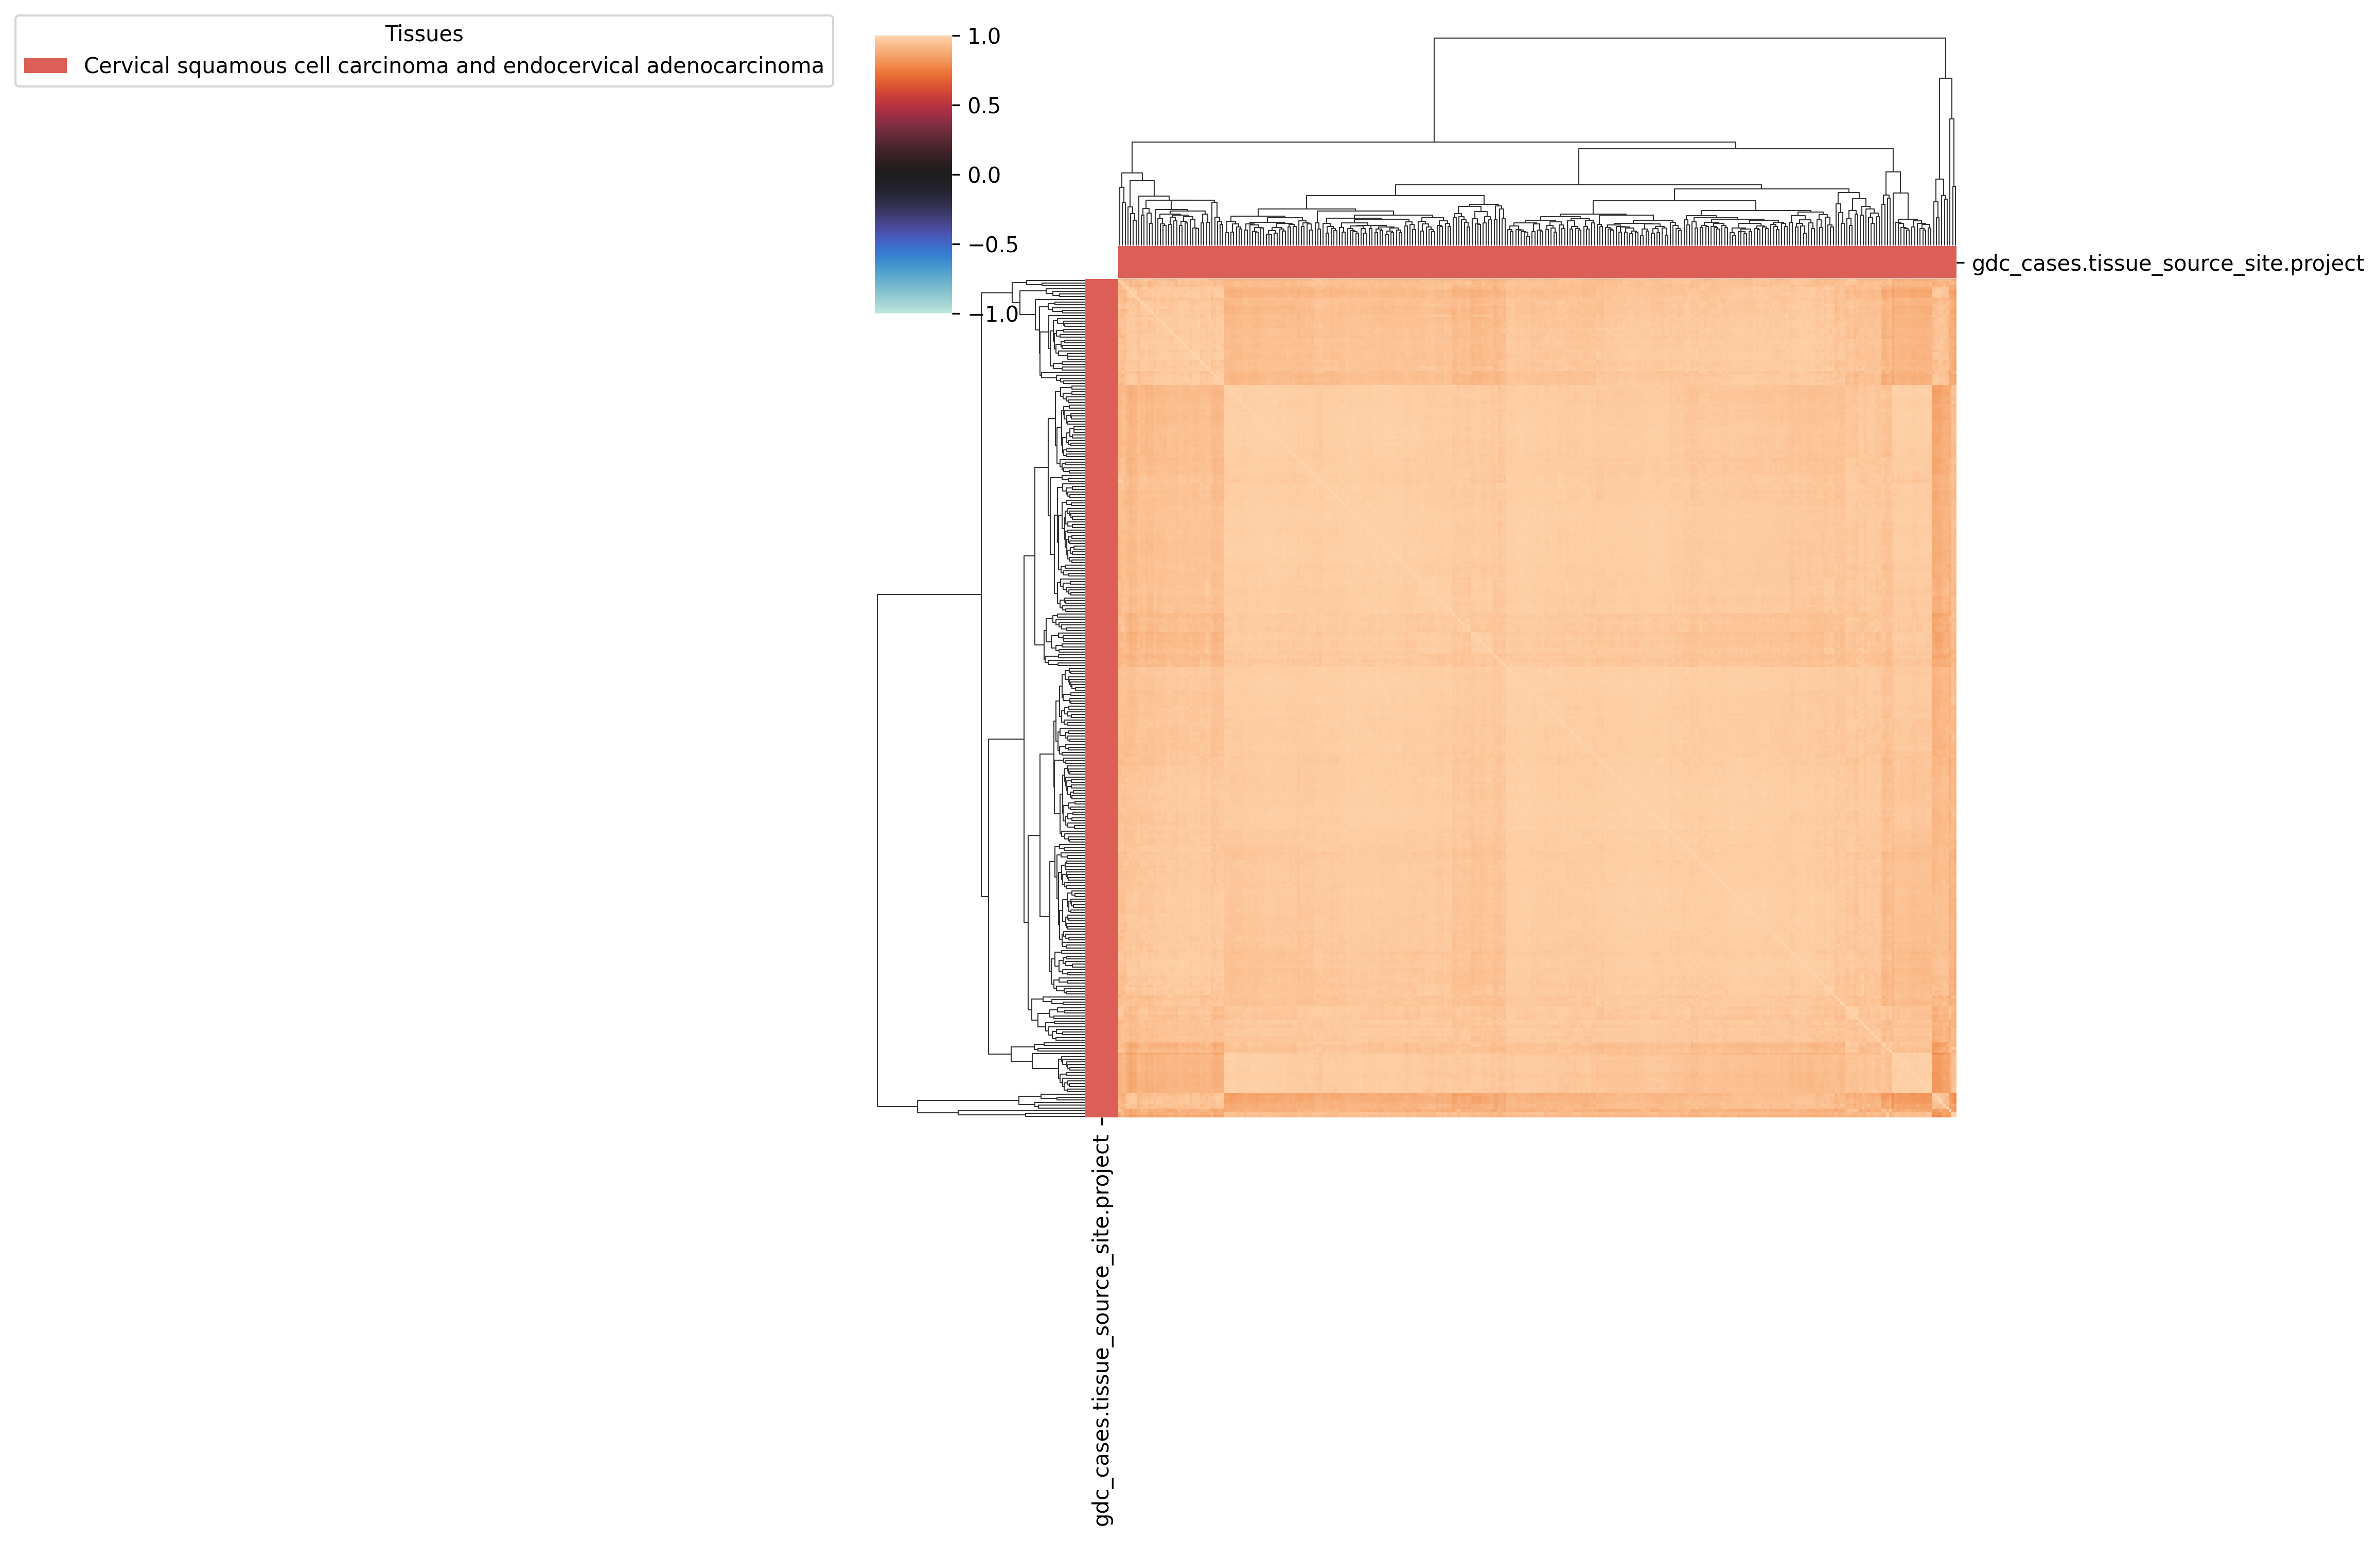 Tissues
Cervical squamous cell carcinoma and endocervical adenocarcinoma
1.0
0.5
0.0
−0.5
−1.0
gdc_cases.tissue_source_site.project
gdc_cases.tissue_source_site.project